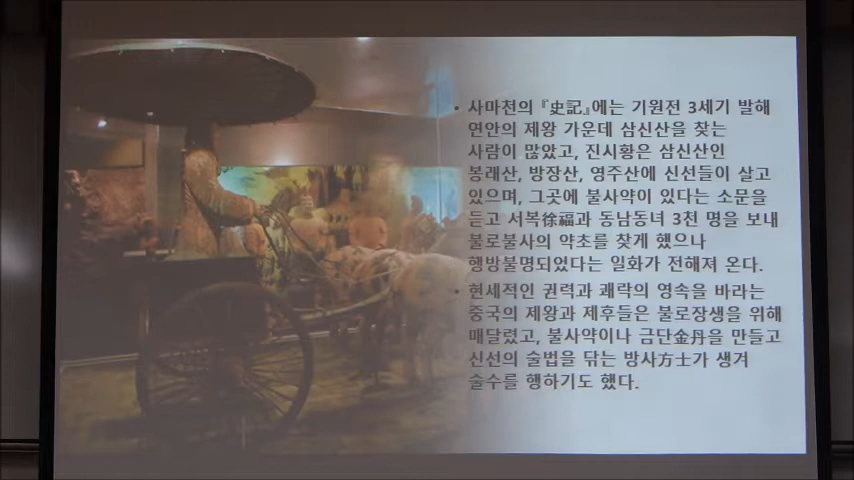 • 사마천의 『史記』에는 기원전 3세기 발해
연안의 제왕 가운데 삼신산을 찾는
사람이 많았고, 진시황은 삼신산인
봉래산, 방장산, 영주산에 신선들이 살고
있으며, 그곳에 불사약이 있다는 소문을
듣고 서복徐福과 동남동녀 3천 명을 보내
불로불사의 약초를 찾게 했으나
행방불명되었다는 일화가 전해져 온다.
• 현세적인 권력과 쾌락의 영속을 바라는
중국의 제왕과 제후들은 불로장생을 위해
매달렸고, 불사약이나 금단金丹을 만들고
신선의 술법을 닦는 방사方士가 생겨
술수를 행하기도 했다.